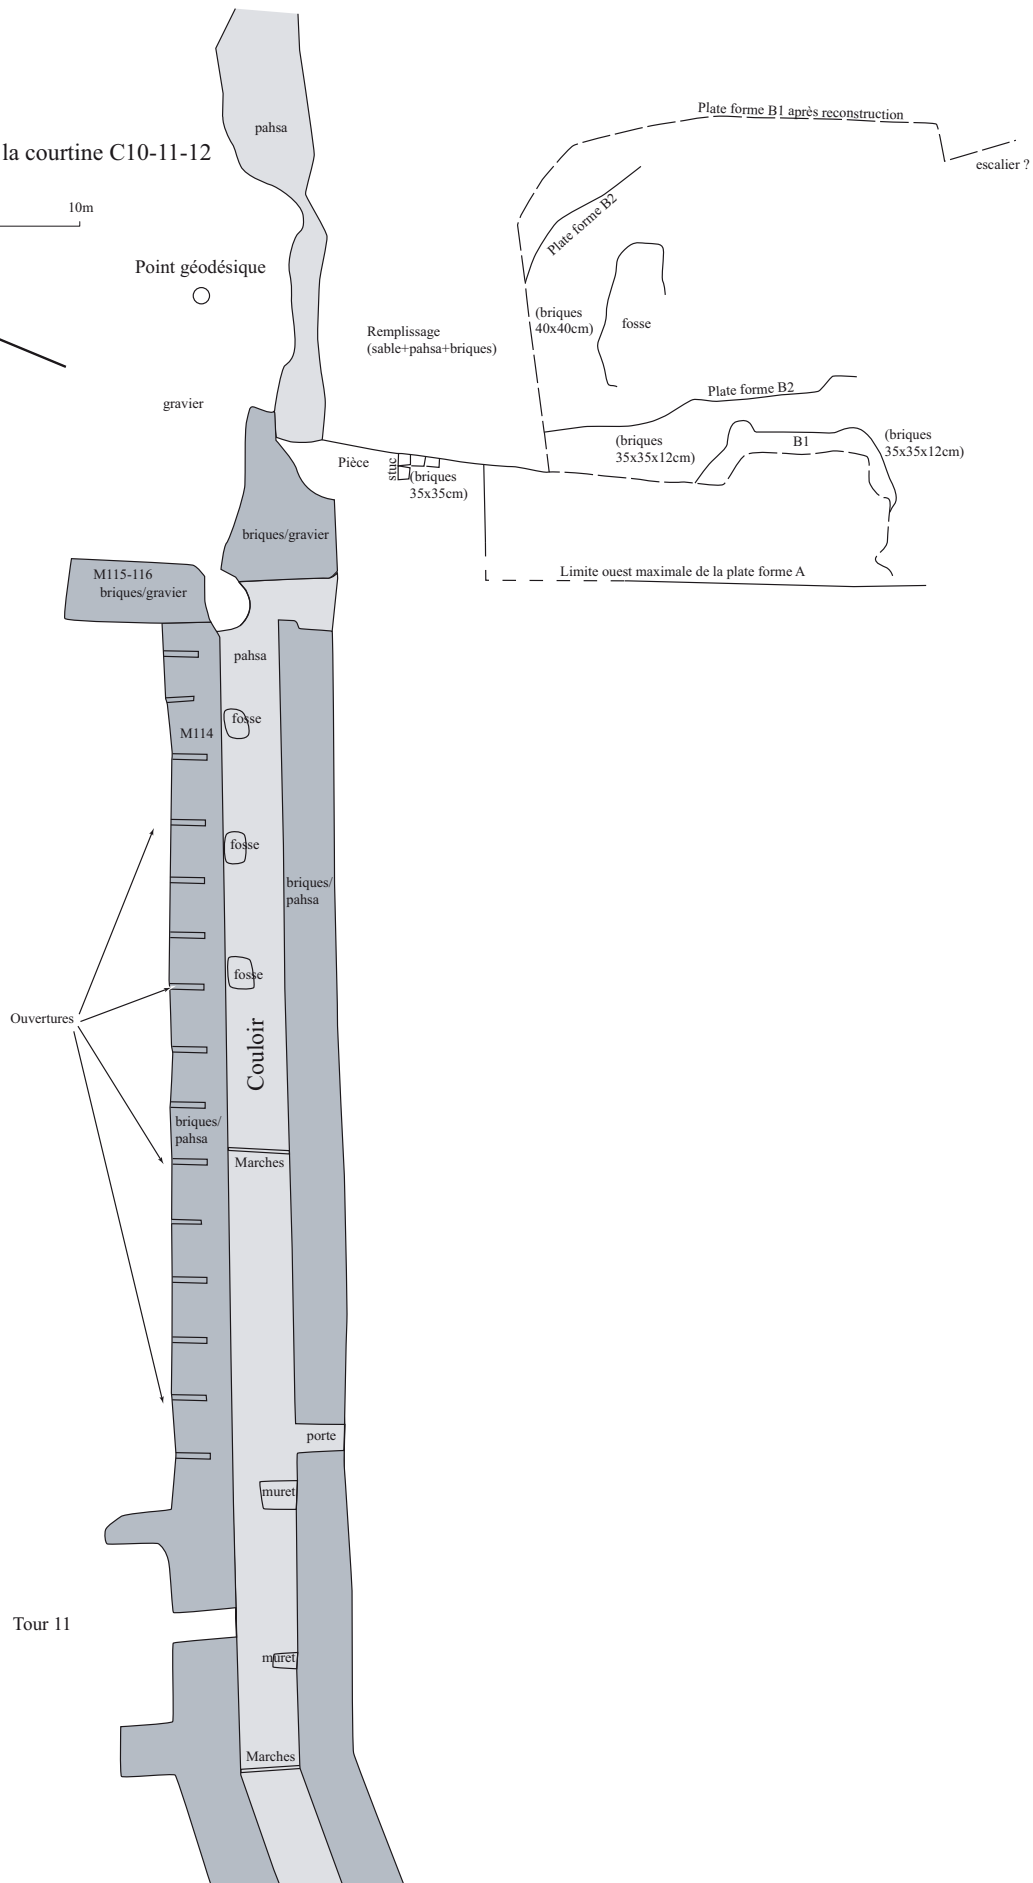 pahsa
Plate forme B1 après reconstruction
la courtine C10-11-12
escalier ?
10m
Plate forme B2
Point géodésique
(briques
40x40cm)
fosse
Remplissage
(sable+pahsa+briques)
Plate forme B2
gravier
(briques
35x35x12cm)
B1
(briques
35x35x12cm)
Pièce
stuc
(briques
35x35cm)
briques/gravier
M115-116
briques/gravier
Limite ouest maximale de la plate forme A
pahsa
fosse
M114
fosse
briques/
pahsa
fosse
Ouvertures
Couloir
briques/
pahsa
Marches
porte
muret
Tour 11
muret
Marches